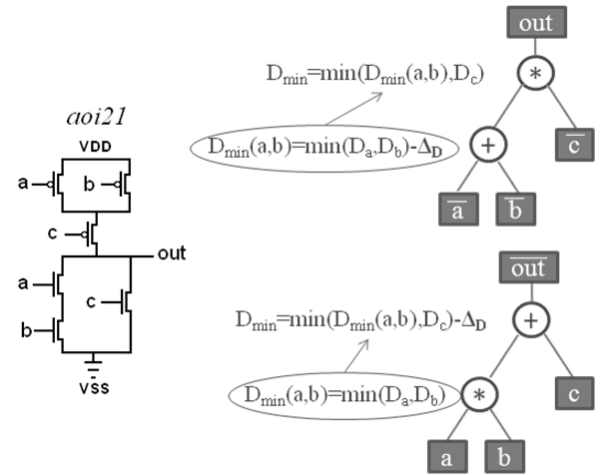 aoi21
VDD
a
b
c
out
a
c
b
VSS
out
*
D_min=min(D_min(a,b),D_c)
D_min(a,b)=min(D_a,D_b)-Δ_D
+
c̅
a̅
b̅
o̅u̅t̅
D_min=min(D_min(a,b),D_c)-Δ_D
+
D_min(a,b)=min(D_a,D_b)
*
c
a
b